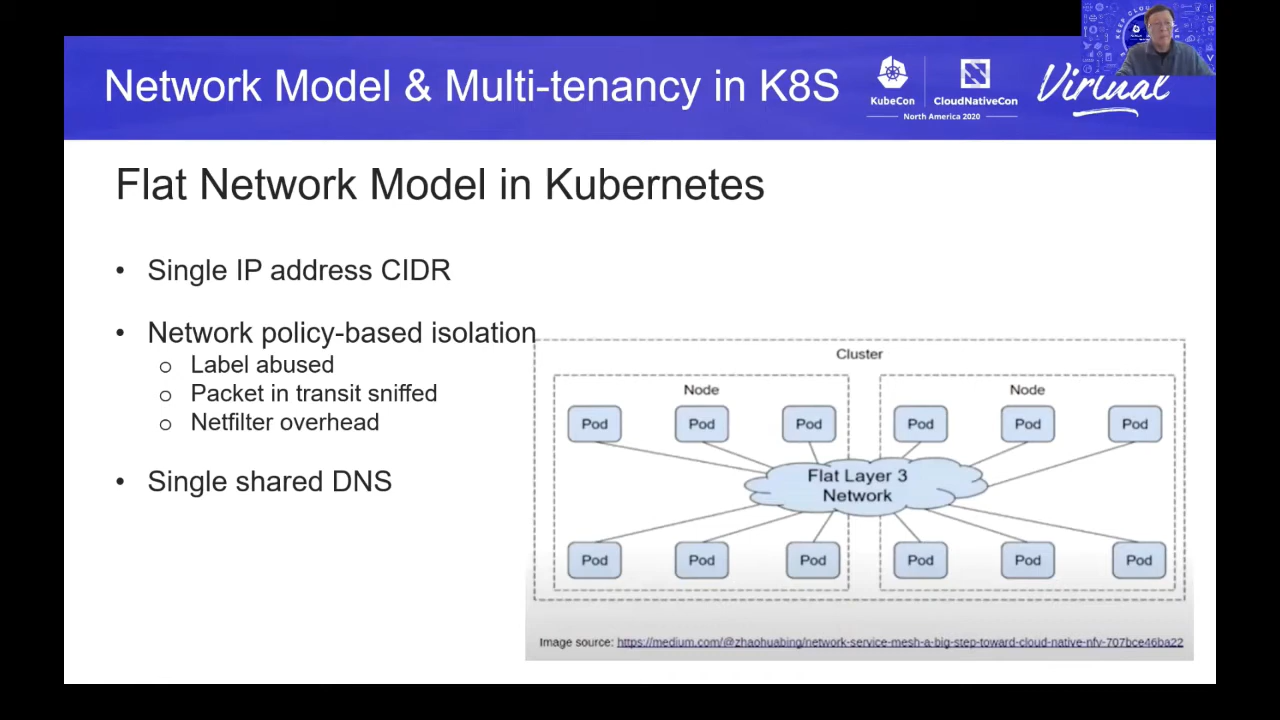 Network Model & Multi-tenancy in K8S
KubeCon
CloudNativeCon
North America 2020
Virtual
Flat Network Model in Kubernetes
• Single IP address CIDR
• Network policy-based isolation
o Label abused
o Packet in transit sniffed
o Netfilter overhead
• Single shared DNS
Cluster
Node
Node
Pod Pod Pod Pod Pod Pod
Flat Layer 3
Network
Pod Pod Pod Pod Pod Pod
Image source: https://medium.com/@zhaohuabing/network-service-mesh-a-big-step-toward-cloud-native-nfv-707bce46ba22